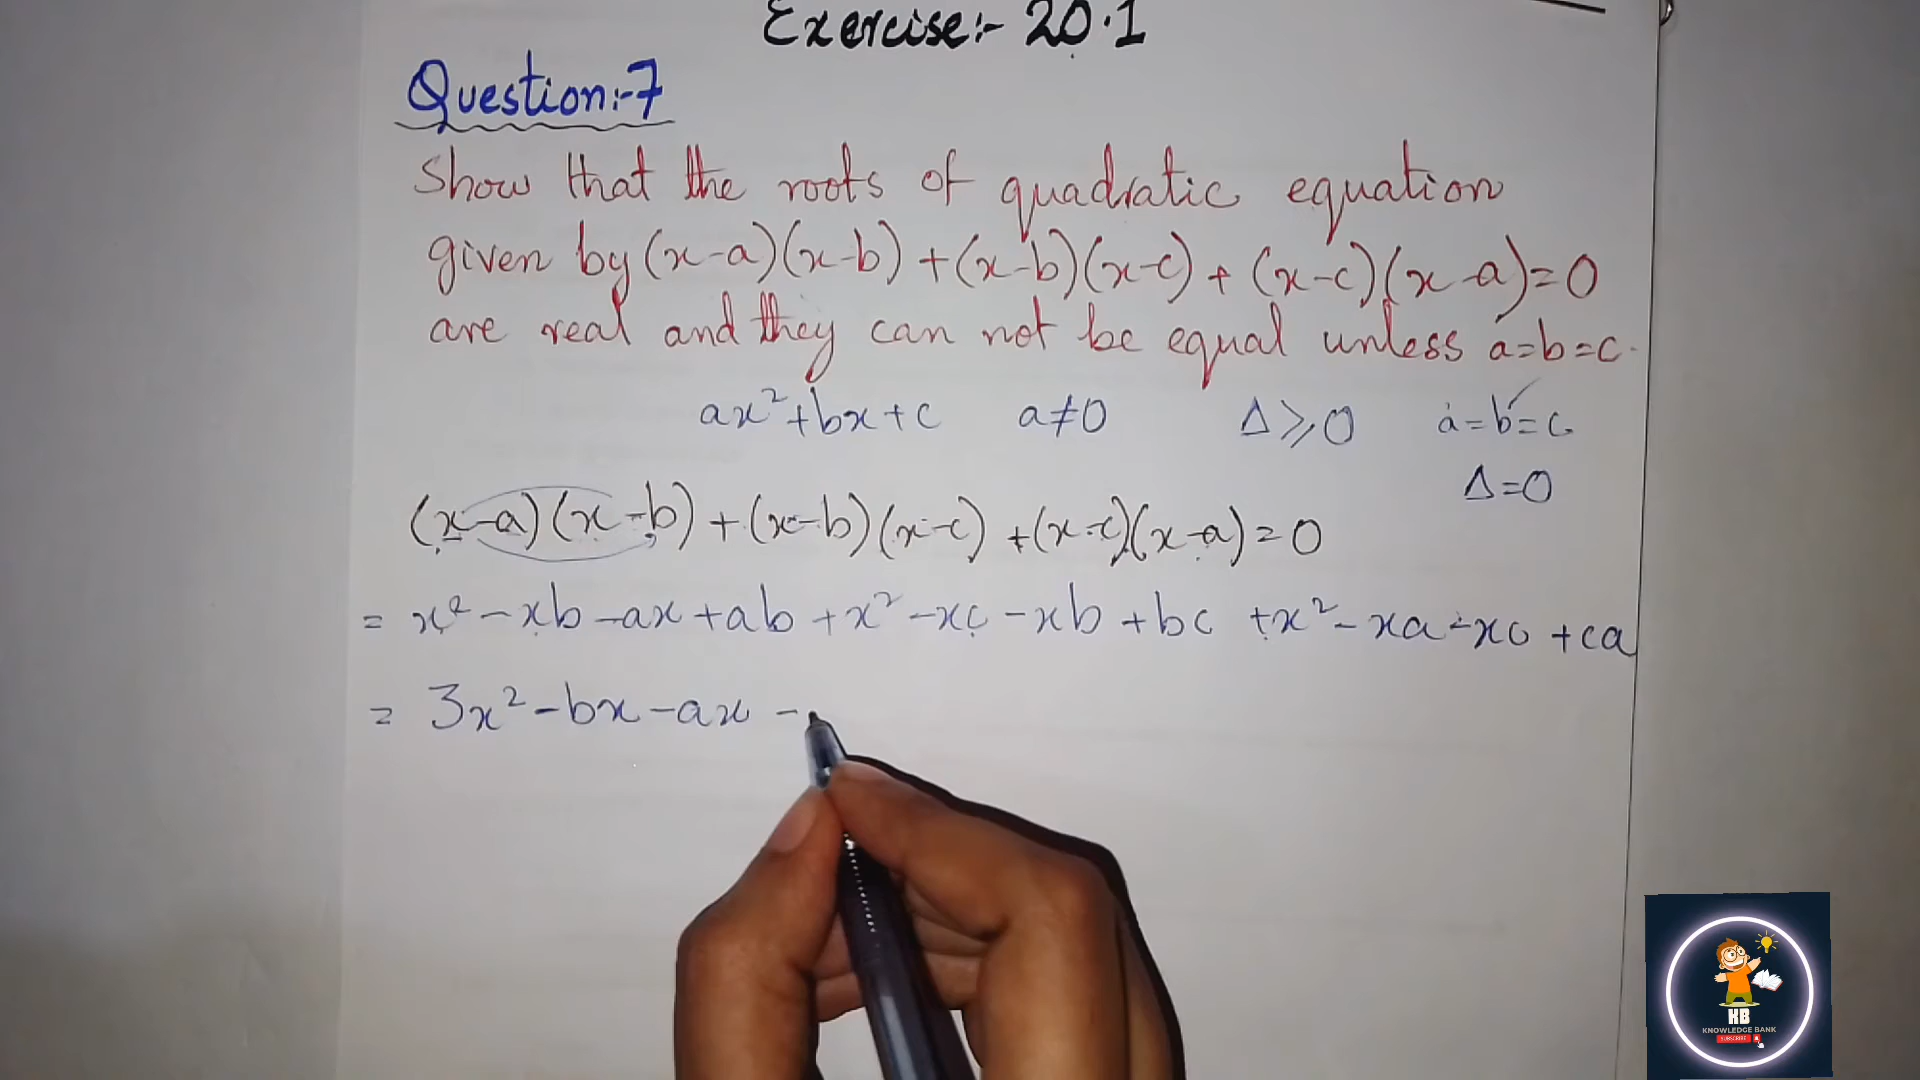 Exercise:- 20.1
Question:-7
Show that the roots of quadratic equation
given by (x-a)(x-b) + (x-b)(x-c) + (x-c)(x-a)=0
are real and they can not be equal unless a=b=c.
ax²+bx+c a≠0 Δ⩾0 a=b=c
Δ=0
(x-a)(x-b) + (x-b)(x-c) + (x-c)(x-a)=0
= x² - xb - ax + ab + x² - xc - xb + bc + x² - xa - xc + ca
= 3x² - bx - ax -
KB
KNOWLEDGE BANK
SUBSCRIBE